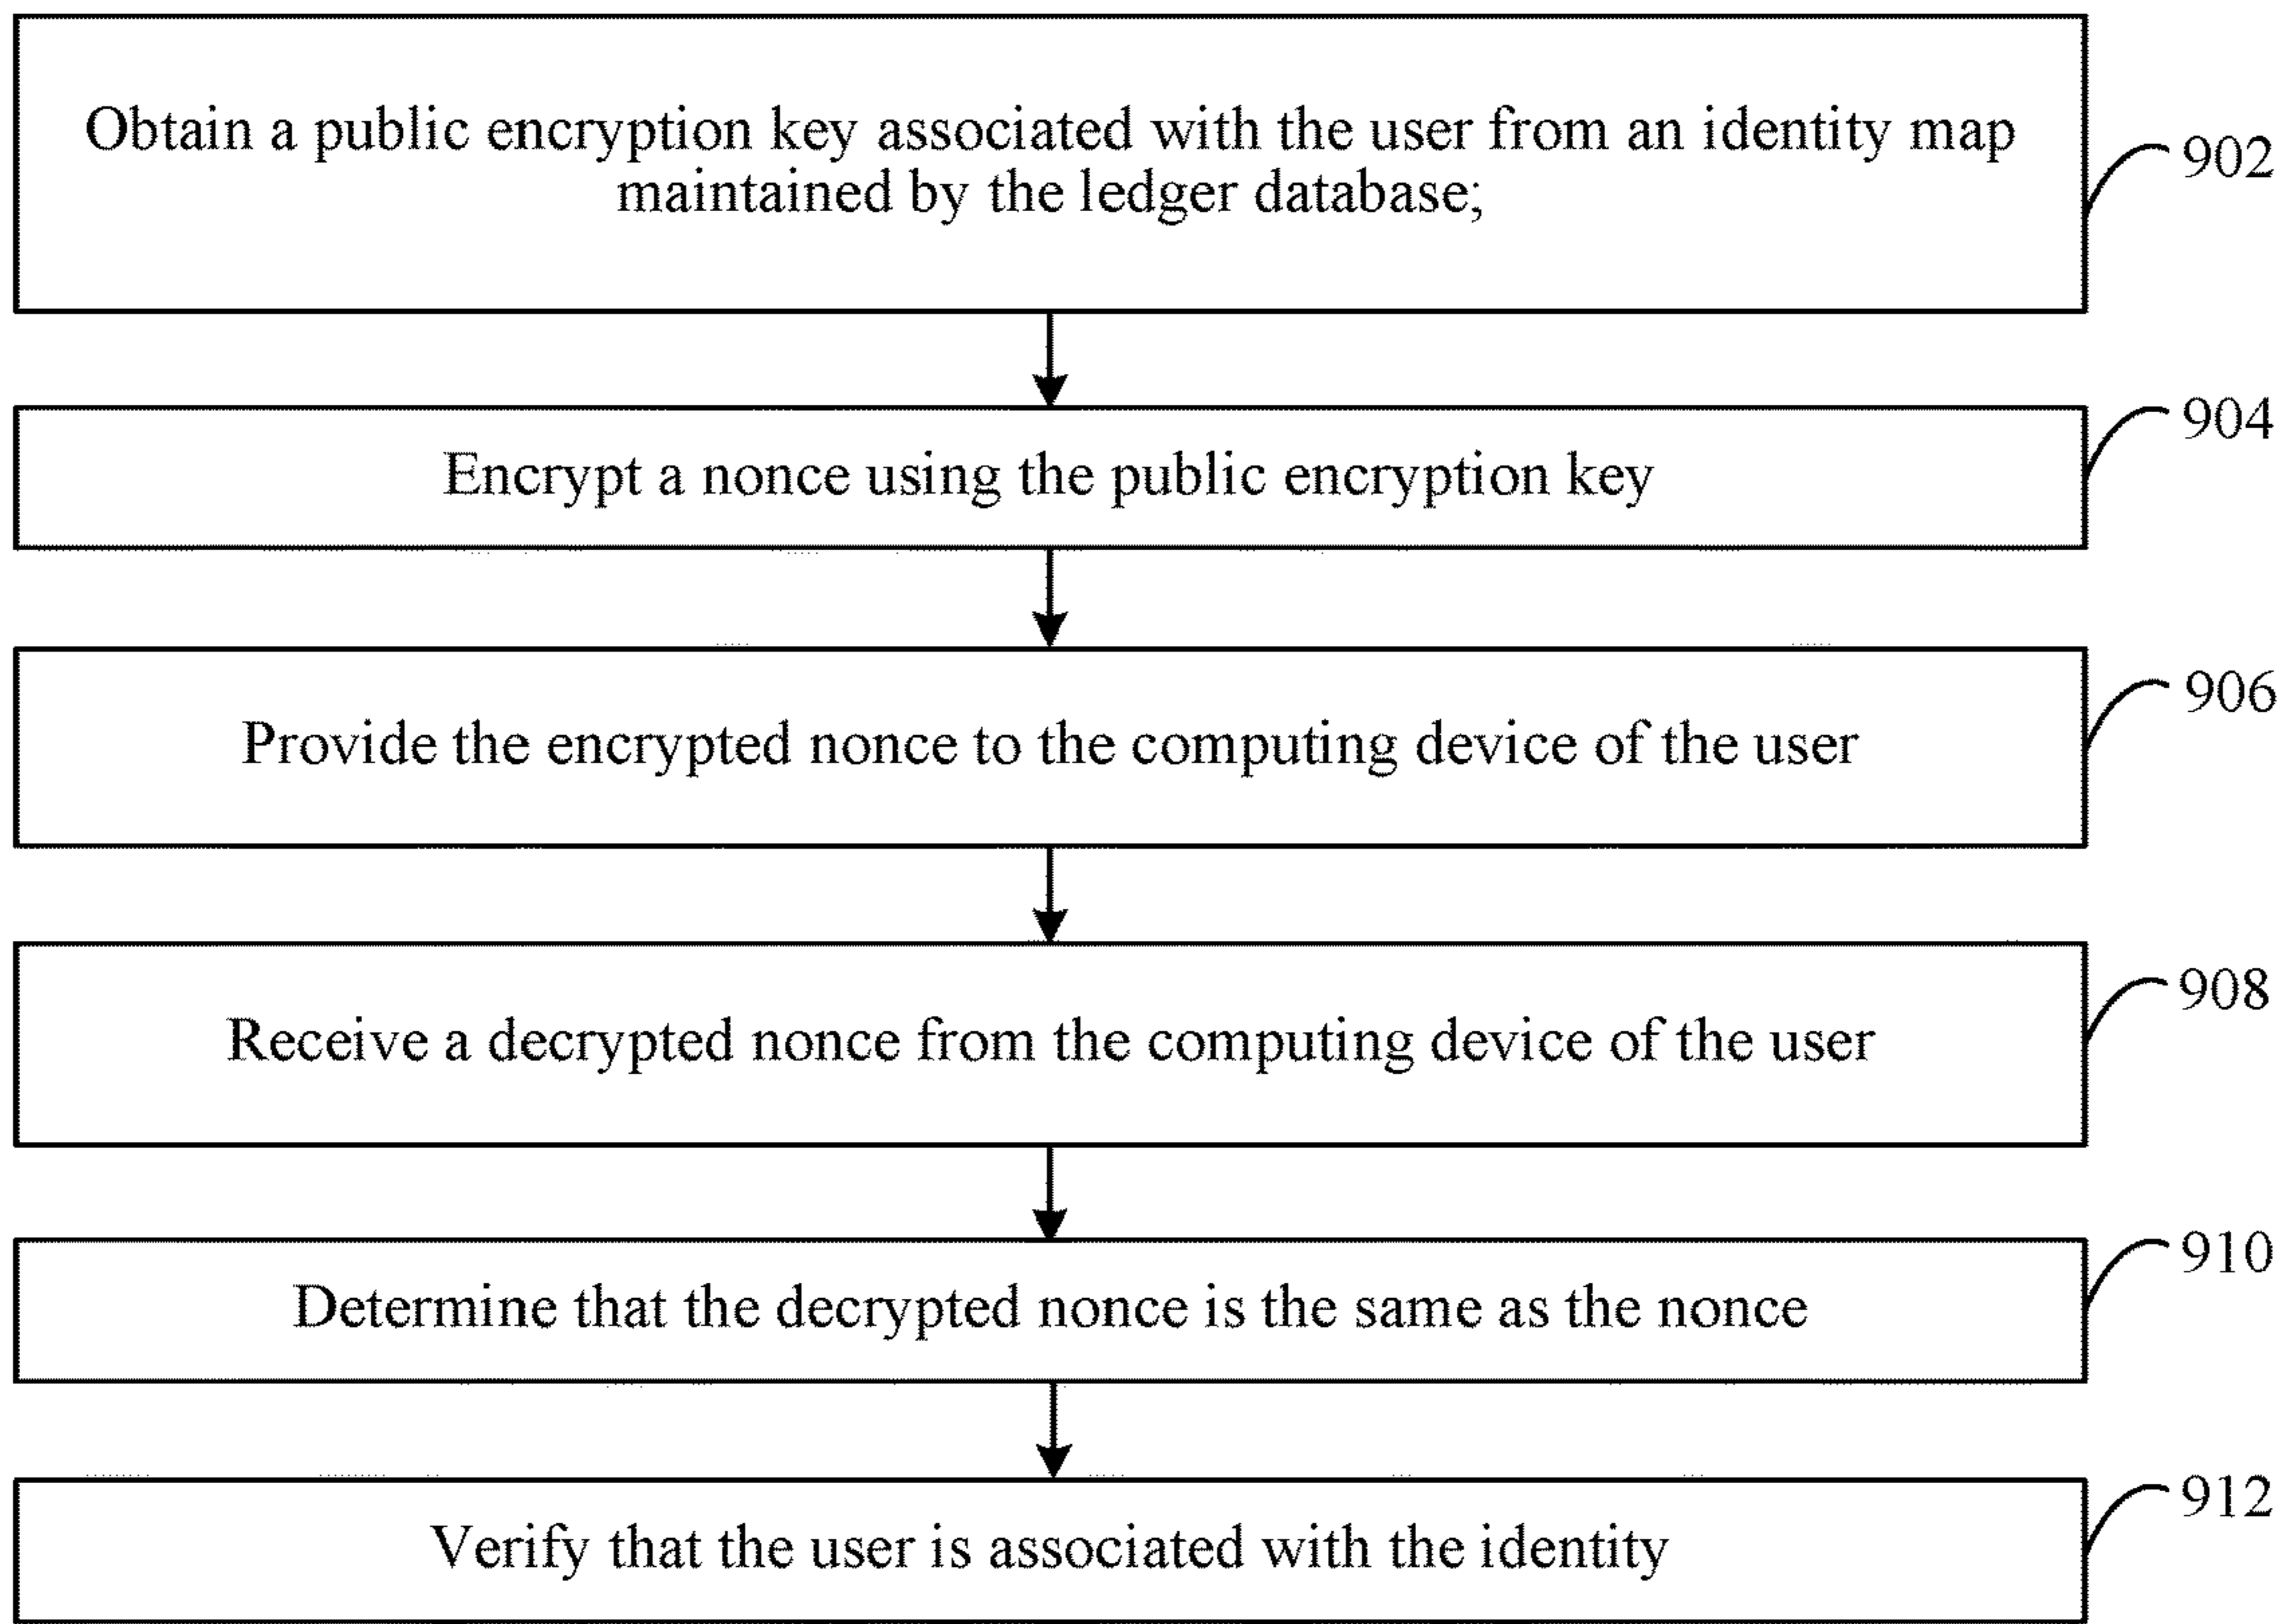 Obtain a public encryption key associated with the user from an identity map
maintained by the ledger database;
902
Encrypt a nonce using the public encryption key
904
Provide the encrypted nonce to the computing device of the user
906
Receive a decrypted nonce from the computing device of the user
908
Determine that the decrypted nonce is the same as the nonce
910
Verify that the user is associated with the identity
912